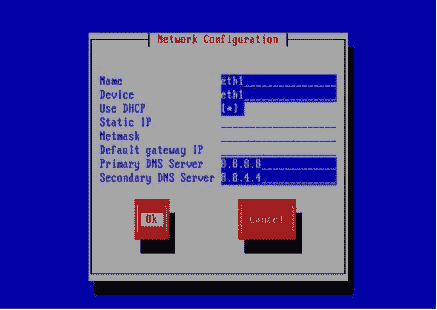 Network Configuration
Name eth1
Device eth1
Use DHCP [*]
Static IP
Netmask
Default gateway IP
Primary DNS Server 8.8.8.8
Secondary DNS Server 8.8.4.4
Ok Cancel